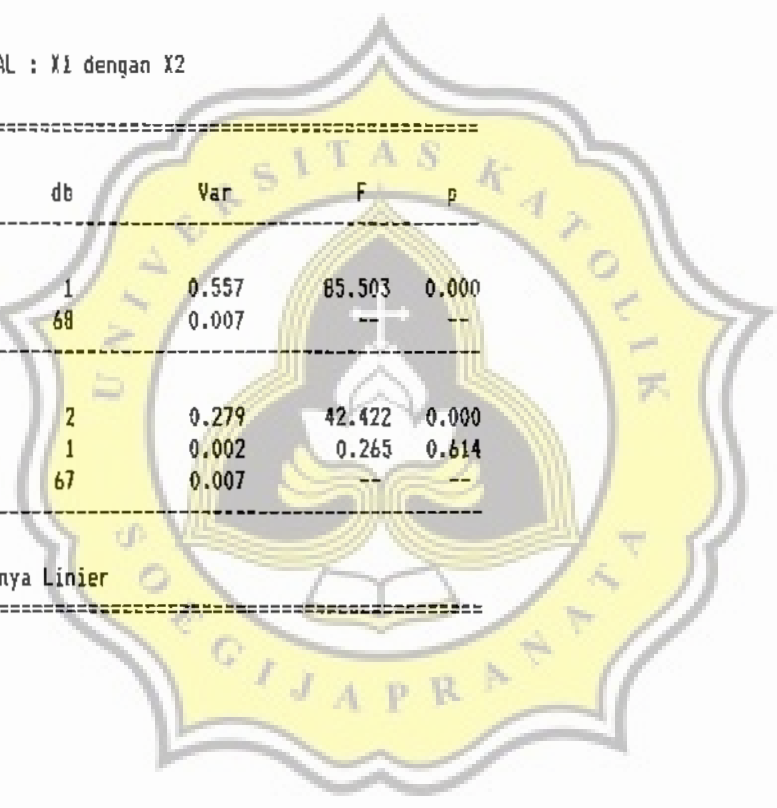 AL : X1 dengan X2
db Var F p
1 0.557 85.503 0.000
68 0.007 -- --
2 0.279 42.422 0.000
1 0.002 0.265 0.614
67 0.007 -- --
nya Linier
UNIVERSITAS KATOLIK
SOEGIJAPRANATA